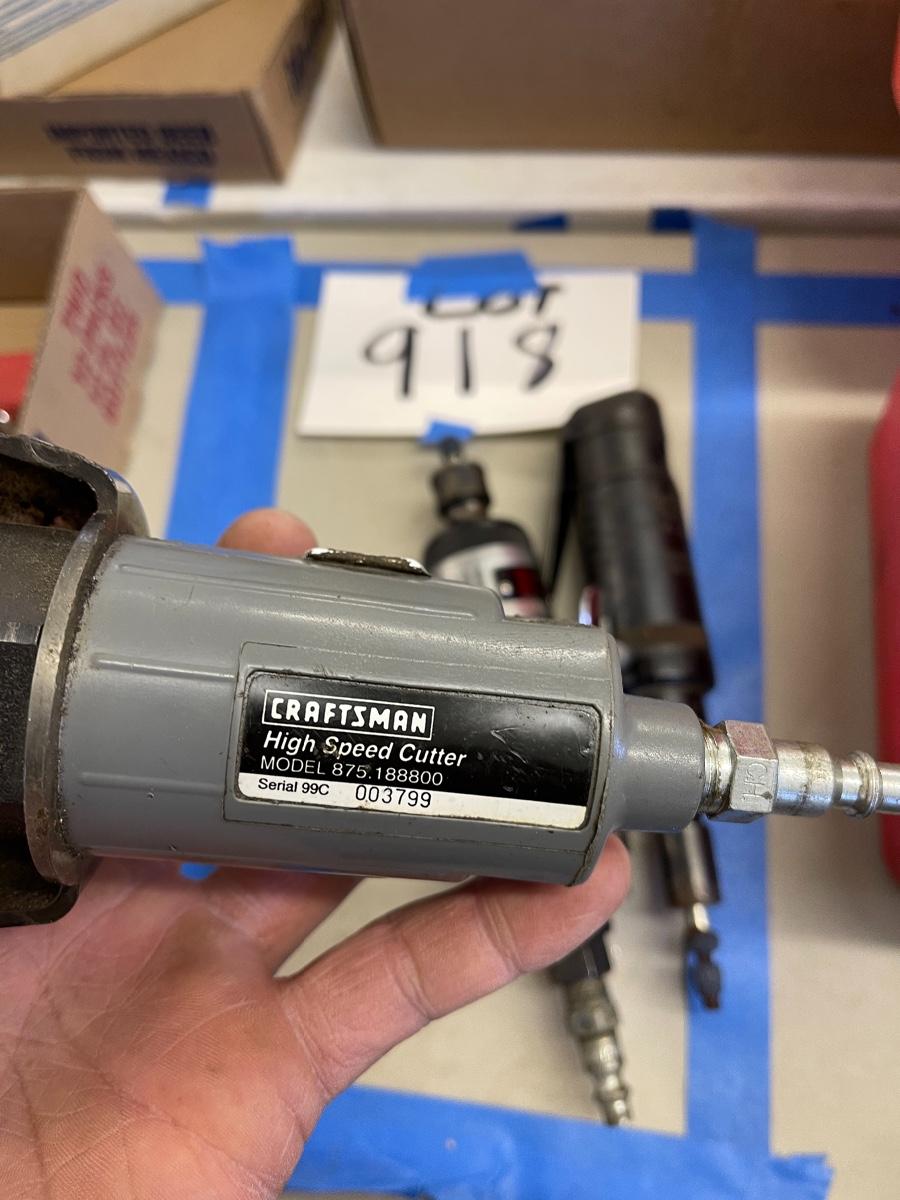 LOT
918
CRAFTSMAN
High Speed Cutter
MODEL 875.188800
Serial 99C 003799